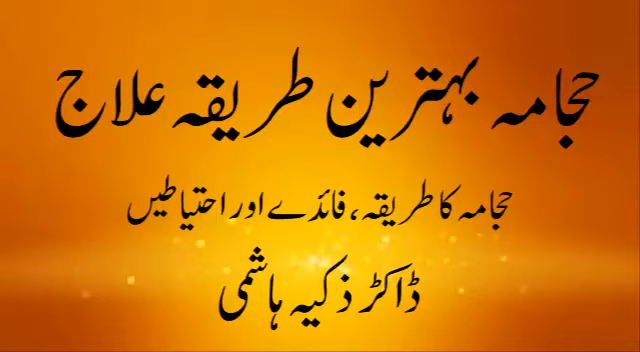 حجامہ بہترین طریقہ علاج
حجامہ کا طریقہ، فائدے اور احتیاطیں
ڈاکٹر ذکیہ ہاشمی